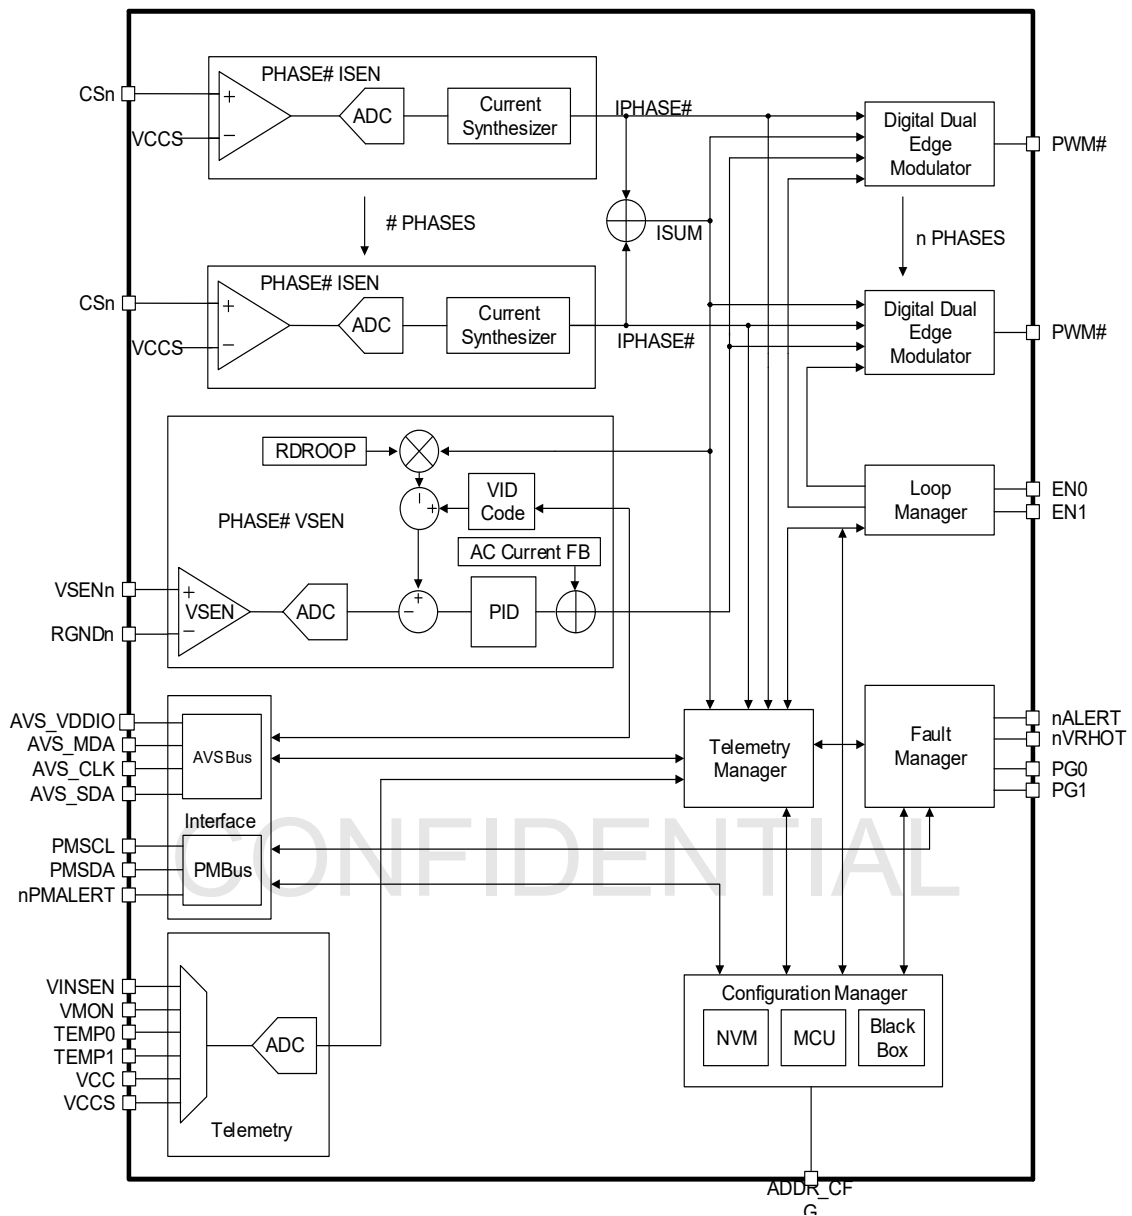 PHASE# ISEN
CSn
+
ADC
Current
Synthesizer
IPHASE#
Digital Dual
Edge
Modulator
PWM#
VCCS
−
# PHASES
ISUM
n PHASES
PHASE# ISEN
CSn
+
ADC
Current
Synthesizer
IPHASE#
Digital Dual
Edge
Modulator
PWM#
VCCS
−
RDROOP
−
+
VID
Code
PHASE# VSEN
AC Current FB
Loop
Manager
EN0
EN1
VSENn
+
VSEN
−
ADC
+
−
PID
RGNDn
AVS_VDDIO
AVS_MDA
AVS_CLK
AVS_SDA
AVSBus
Interface
Telemetry
Manager
Fault
Manager
nALERT
nVRHOT
PG0
PG1
PMSCL
PMSDA
nPMALERT
PMBus
CONFIDENTIAL
VINSEN
VMON
TEMP0
TEMP1
VCC
VCCS
ADC
Telemetry
Configuration Manager
NVM
MCU
Black
Box
ADDR_CF
G